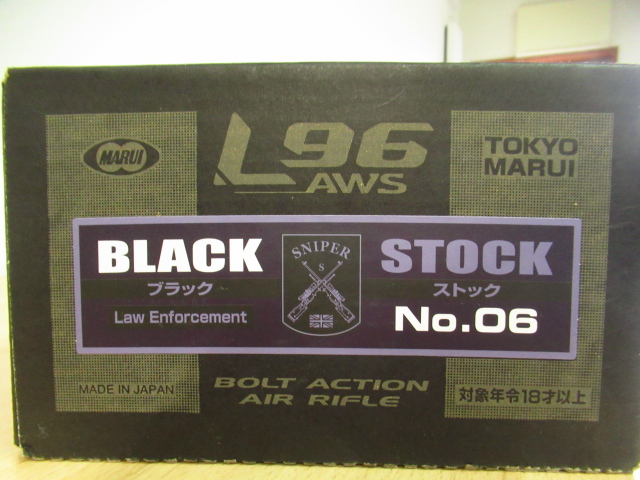 MARUI
L96
AWS
TOKYO
MARUI
BLACK
ブラック
Law Enforcement
SNIPER
S
STOCK
ストック
No.06
MADE IN JAPAN
BOLT ACTION
AIR RIFLE
対象年令18才以上